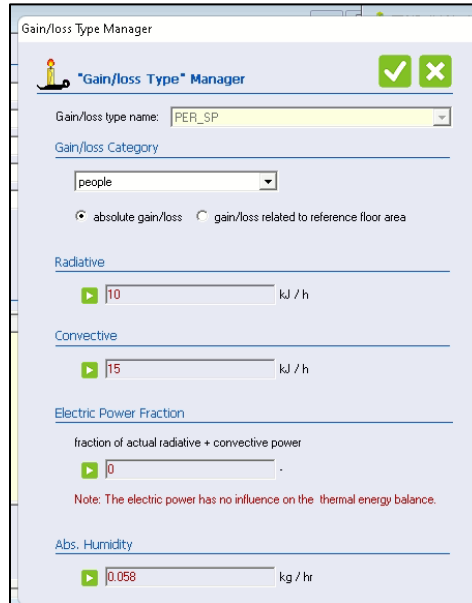 Gain/loss Type Manager
"Gain/loss Type" Manager
Gain/loss type name: PER_SP
Gain/loss Category
people
absolute gain/loss gain/loss related to reference floor area
Radiative
10 kJ / h
Convective
15 kJ / h
Electric Power Fraction
fraction of actual radiative + convective power
0 -
Note: The electric power has no influence on the thermal energy balance.
Abs. Humidity
0.058 kg / hr